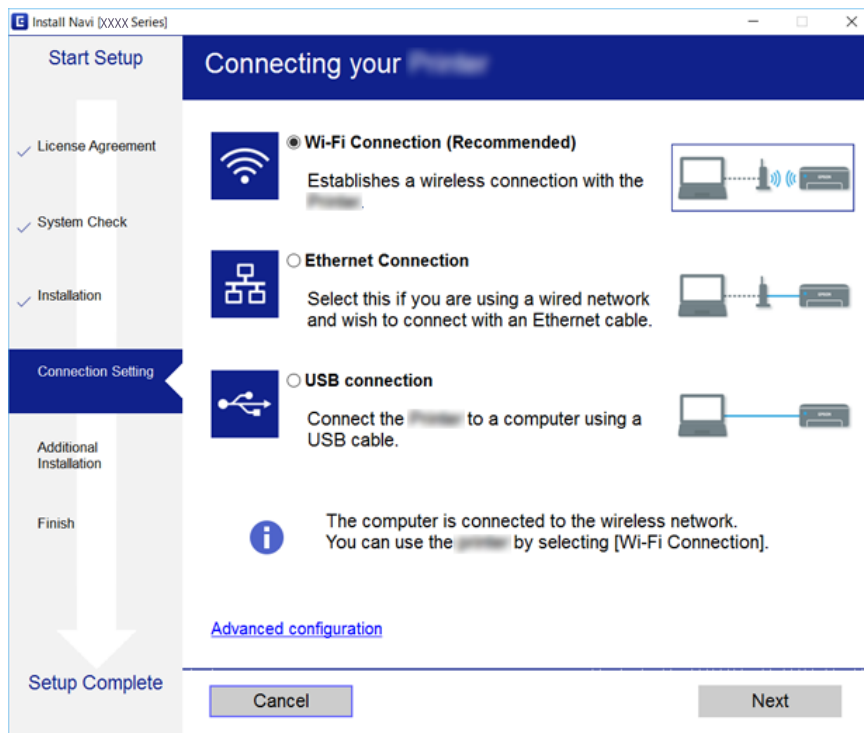 Install Navi [XXXX Series]
Start Setup
License Agreement
System Check
Installation
Connection Setting
Additional
Installation
Finish
Setup Complete
Connecting your
Wi-Fi Connection (Recommended)
Establishes a wireless connection with the
Ethernet Connection
Select this if you are using a wired network
and wish to connect with an Ethernet cable.
USB connection
Connect the to a computer using a
USB cable.
The computer is connected to the wireless network.
You can use the by selecting [Wi-Fi Connection].
Advanced configuration
Cancel
Next